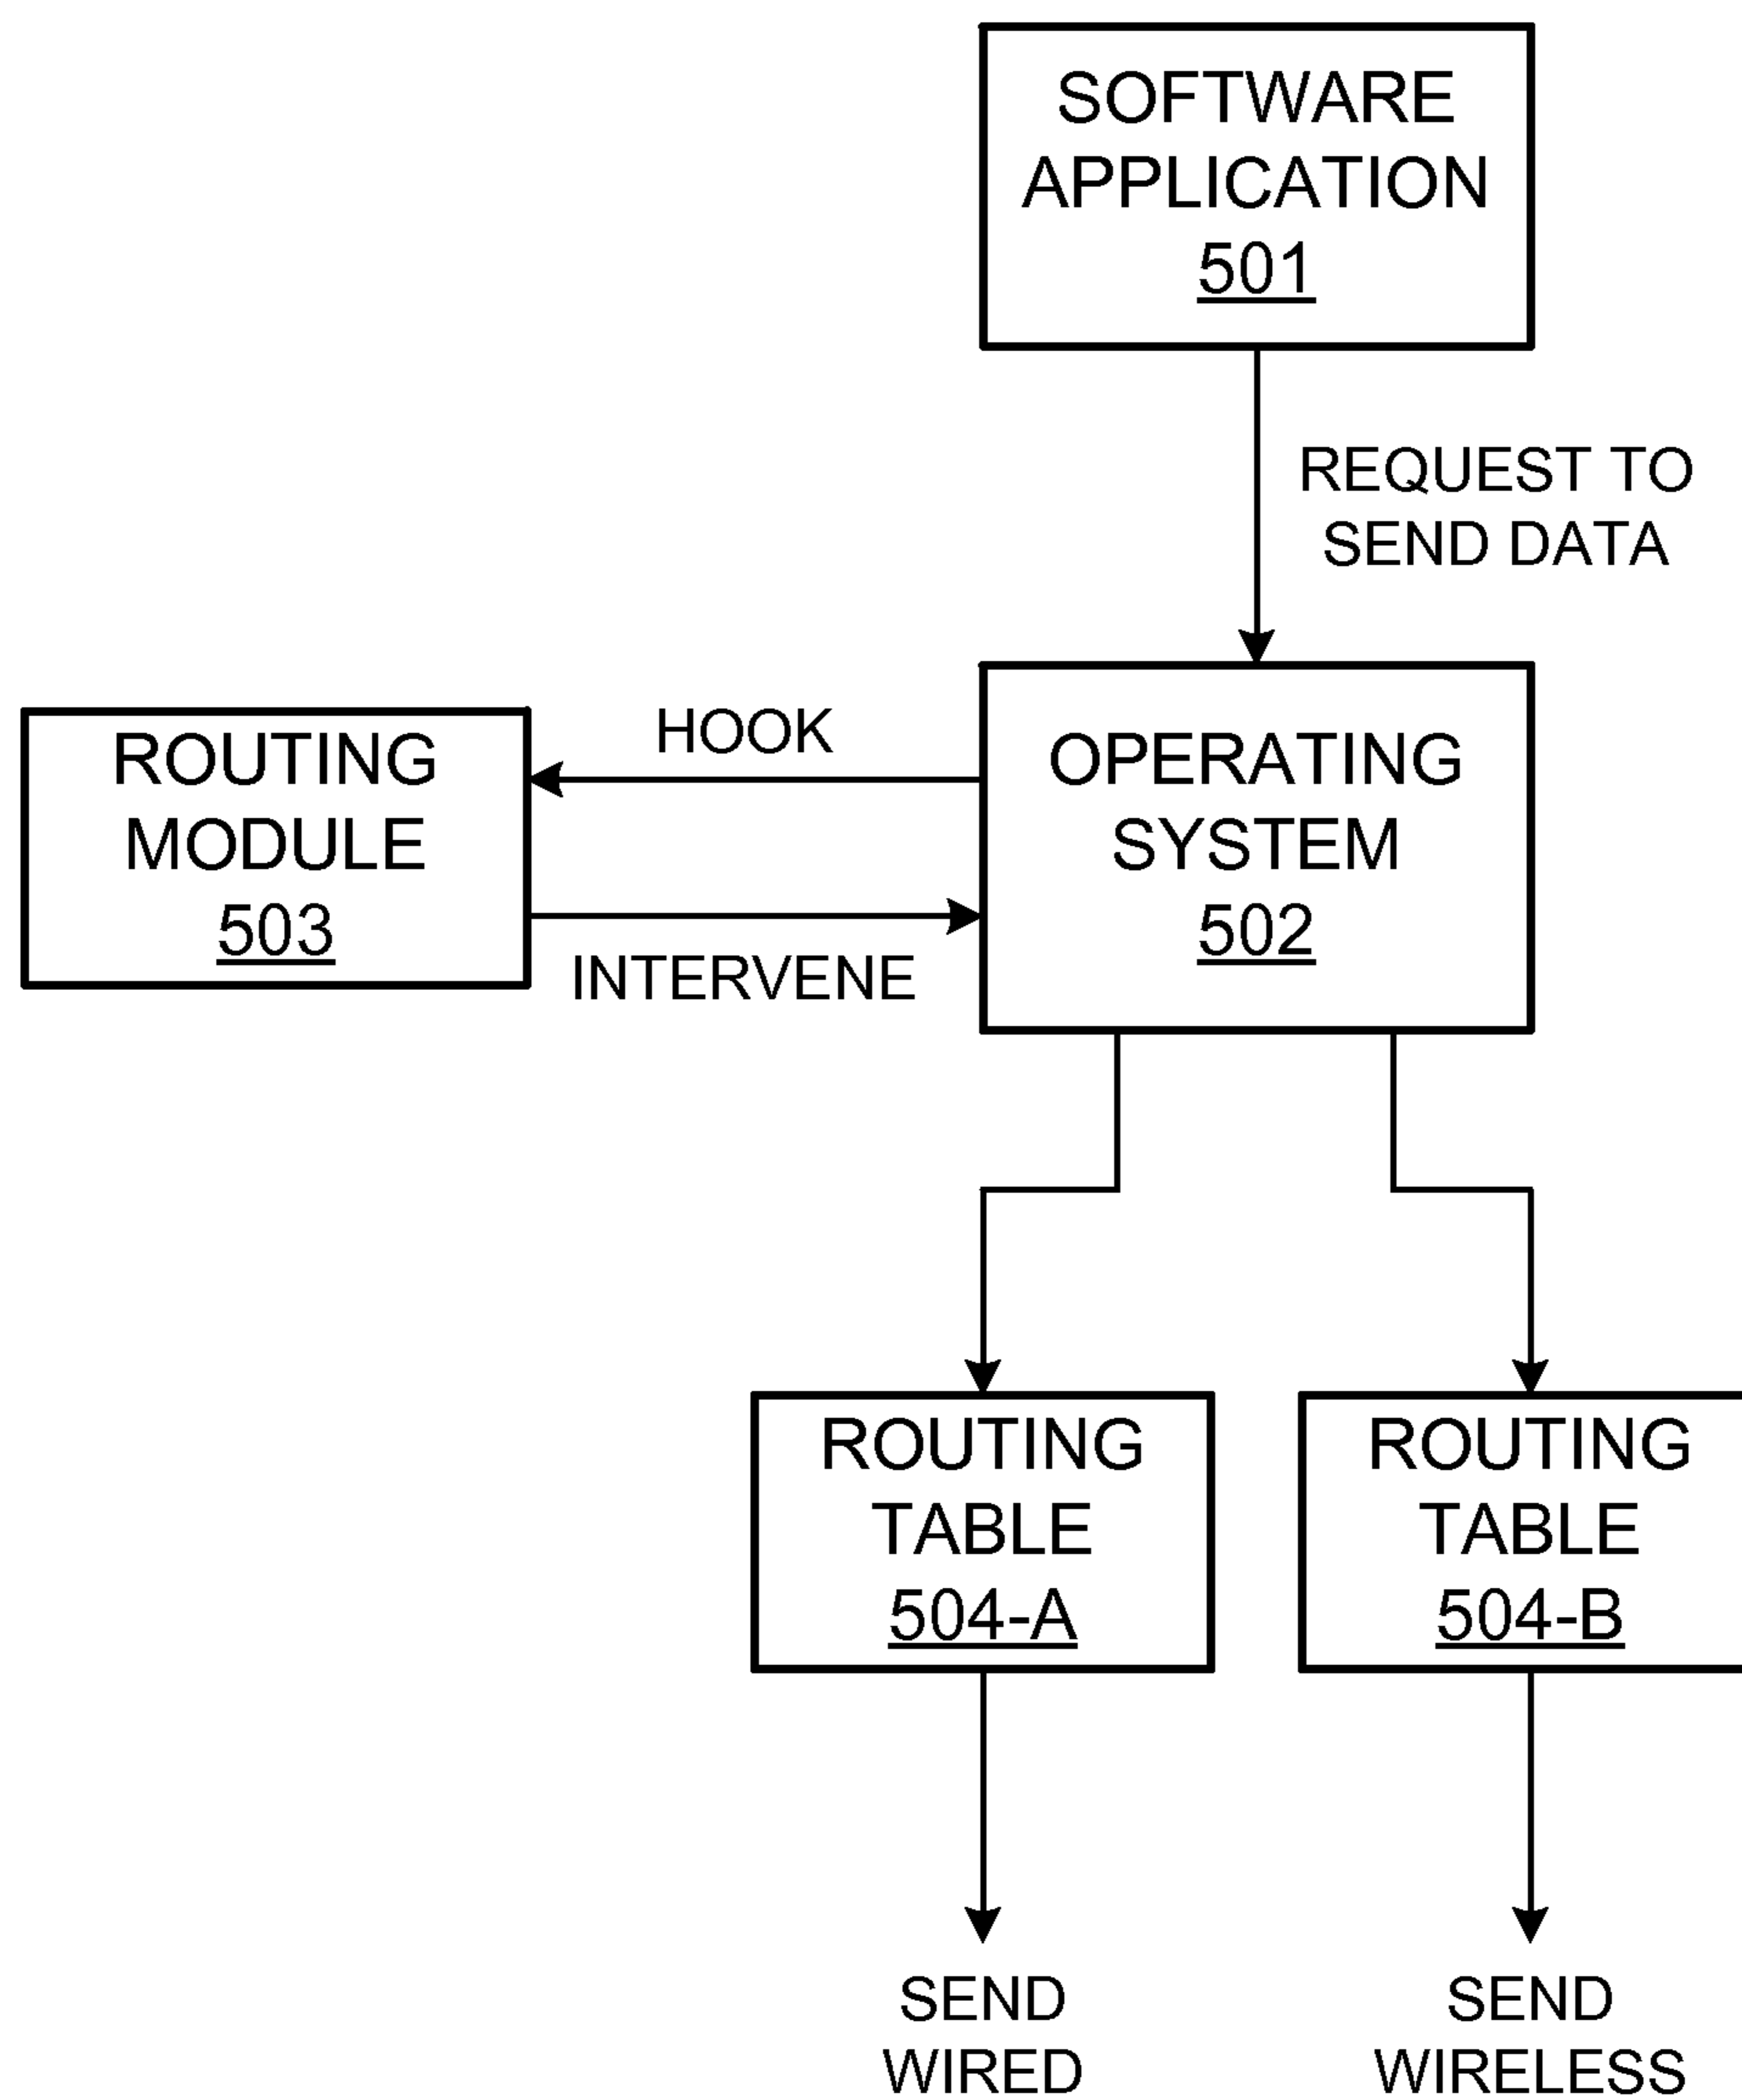 SOFTWARE
APPLICATION
501
REQUEST TO
SEND DATA
HOOK
ROUTING
MODULE
503
INTERVENE
OPERATING
SYSTEM
502
ROUTING
TABLE
504-A
ROUTING
TABLE
504-B
SEND
WIRED
SEND
WIRELESS